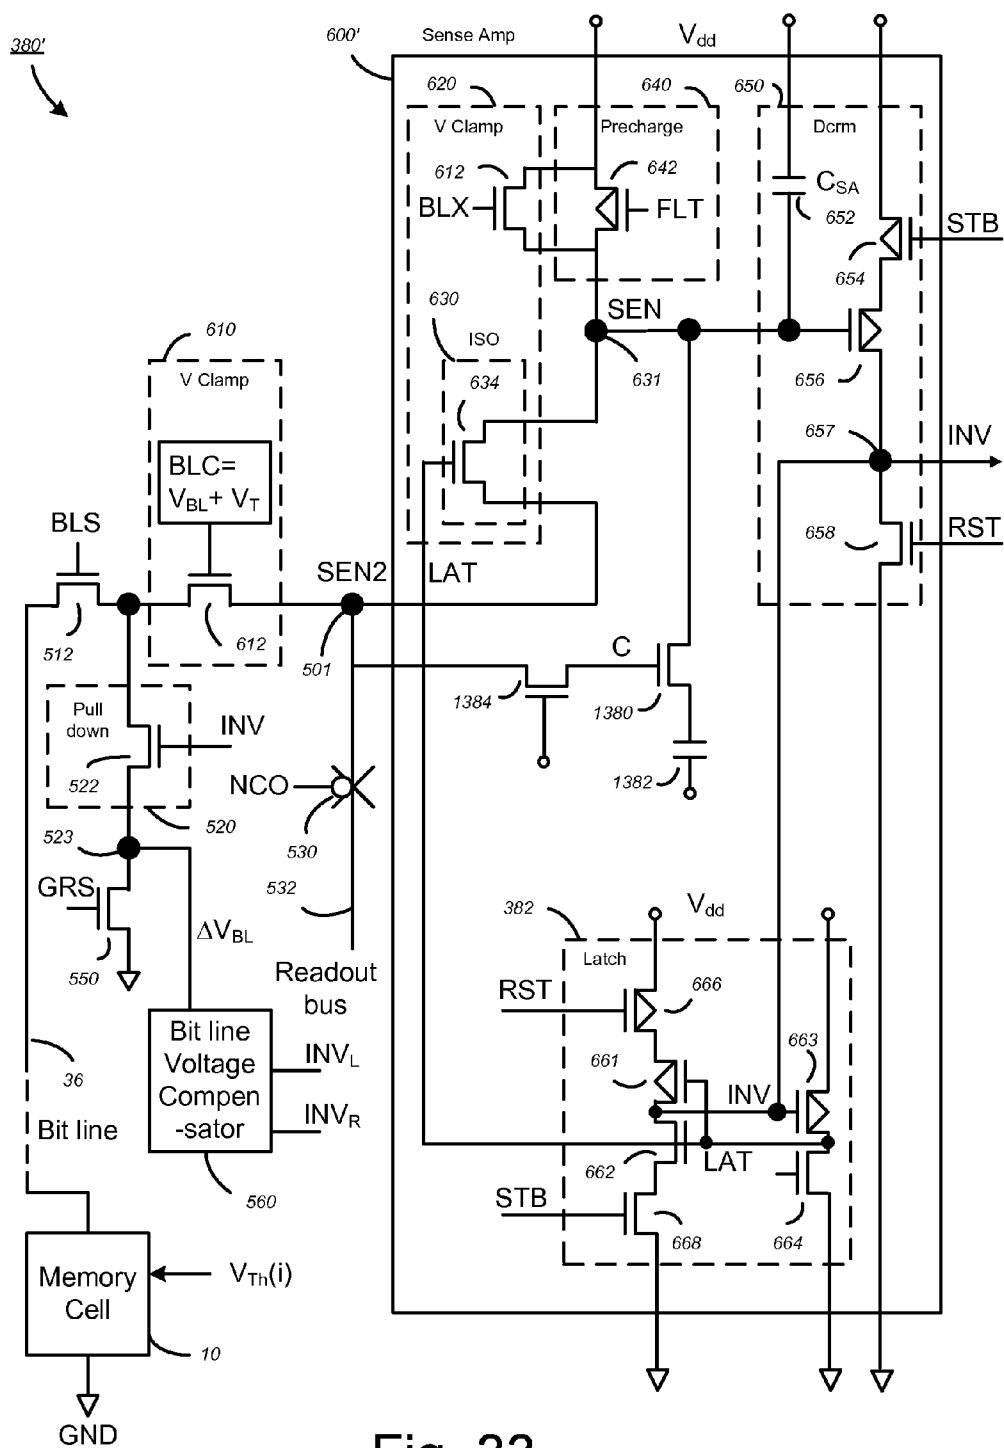 380'
600'
Sense Amp
Vdd
620
640
650
V Clamp
Precharge
Dcrm
612
642
CSA
BLX
FLT
652
STB
654
630
SEN
610
ISO
631
656
V Clamp
634
657
INV
BLC=
VBL+ VT
BLS
658
RST
SEN2
LAT
512
612
501
C
1384
1380
Pull
down
INV
522
1382
NCO
520
523
530
GRS
532
382
Vdd
ΔVBL
Latch
550
Readout
bus
RST
666
Bit line
Voltage
Compen
-sator
INVL
661
663
36
INVR
INV
Bit line
LAT
560
662
STB
668
664
Memory
Cell
VTh(i)
10
GND